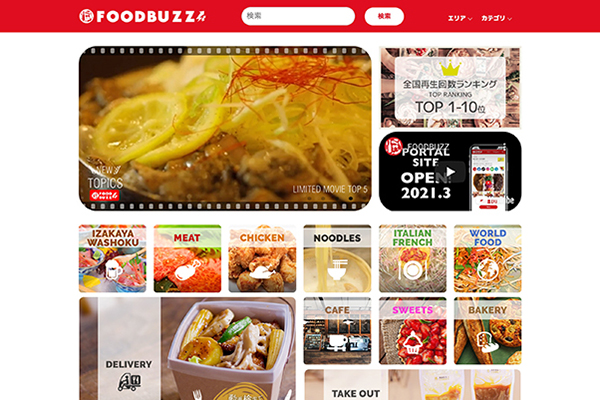 FOODBUZZ
検索
検索
エリア
カテゴリ
NEW
TOPICS
FOOD
BUZZ
LIMITED MOVIE TOP 5
全国再生回数ランキング
TOP RANKING
TOP 1-10位
FOODBUZZ
PORTAL
SITE
OPEN!
2021.3
IZAKAYA
WASHOKU
MEAT
CHICKEN
NOODLES
ITALIAN
FRENCH
WORLD
FOOD
CAFE
SWEETS
BAKERY
DELIVERY
TAKE OUT